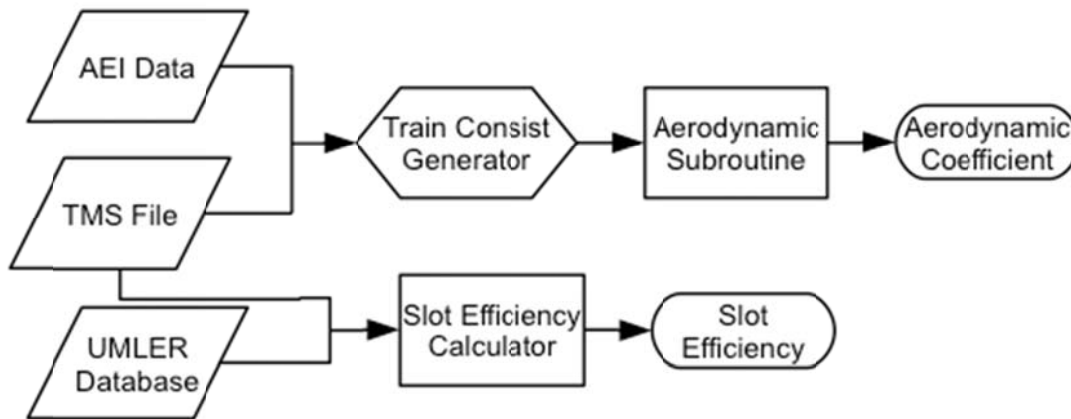 AEI Data
TMS File
UMLER
Database
Train Consist
Generator
Aerodynamic
Subroutine
Aerodynamic
Coefficient
Slot Efficiency
Calculator
Slot
Efficiency